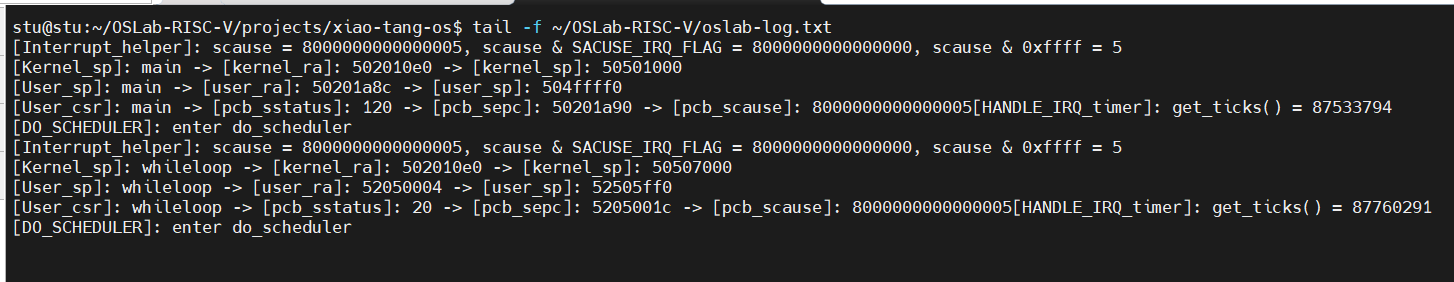 stu@stu:~/OSLab-RISC-V/projects/xiao-tang-os$ tail -f ~/OSLab-RISC-V/oslab-log.txt
[Interrupt_helper]: scause = 8000000000000005, scause & SACUSE_IRQ_FLAG = 8000000000000000, scause & 0xffff = 5
[Kernel_sp]: main -> [kernel_ra]: 502010e0 -> [kernel_sp]: 50501000
[User_sp]: main -> [user_ra]: 50201a8c -> [user_sp]: 504ffff0
[User_csr]: main -> [pcb_sstatus]: 120 -> [pcb_sepc]: 50201a90 -> [pcb_scause]: 8000000000000005[HANDLE_IRQ_timer]: get_ticks() = 87533794
[DO_SCHEDULER]: enter do_scheduler
[Interrupt_helper]: scause = 8000000000000005, scause & SACUSE_IRQ_FLAG = 8000000000000000, scause & 0xffff = 5
[Kernel_sp]: whileloop -> [kernel_ra]: 502010e0 -> [kernel_sp]: 50507000
[User_sp]: whileloop -> [user_ra]: 52050004 -> [user_sp]: 52505ff0
[User_csr]: whileloop -> [pcb_sstatus]: 20 -> [pcb_sepc]: 5205001c -> [pcb_scause]: 8000000000000005[HANDLE_IRQ_timer]: get_ticks() = 87760291
[DO_SCHEDULER]: enter do_scheduler